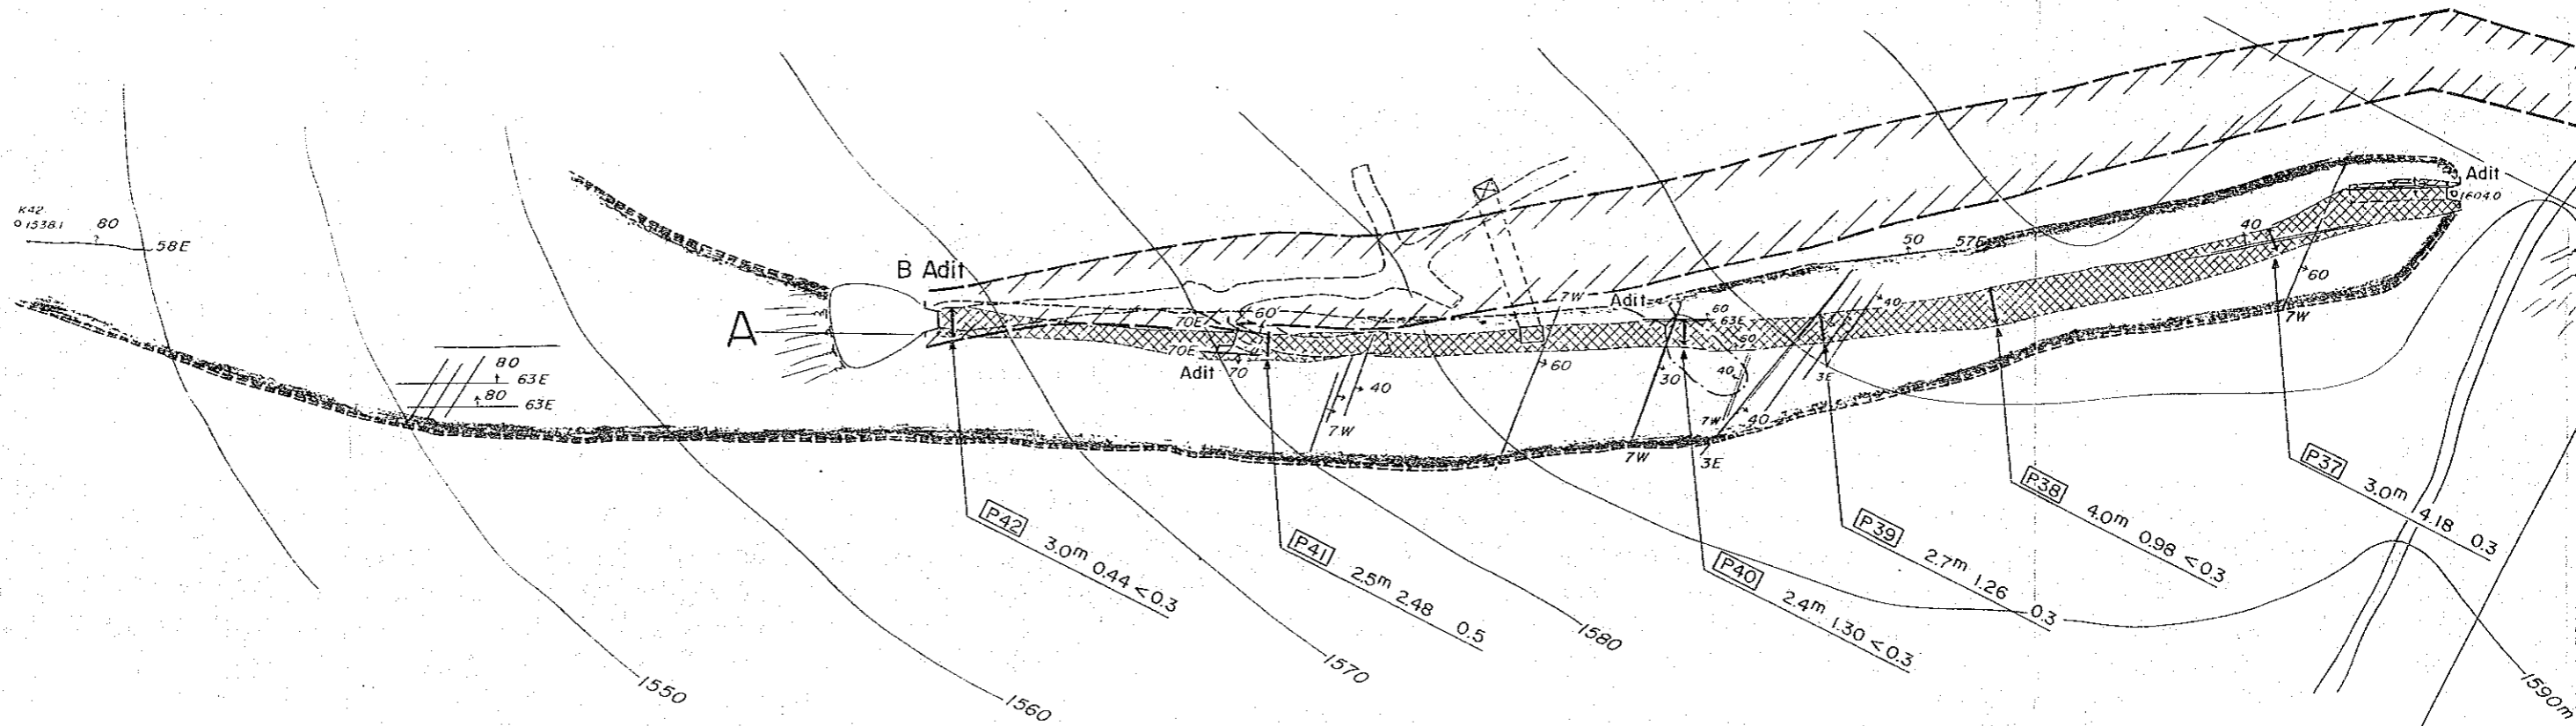 K42
1538.1
80
58E
80
63E
80
63E
A
B Adit
70E
60
70E
Adit 70
7W
40
7W
60
Adit
60
63E
60
30
40
7W
3E
40
7W
40
3E
50
57E
40
60
7W
Adit
1604.0
P42 3.0m 0.44 <0.3
P41 2.5m 2.48 0.5
P40 2.4m 1.30 <0.3
P39 2.7m 1.26 0.3
P38 4.0m 0.98 <0.3
P37 3.0m 4.18 0.3
1550
1560
1570
1580
1590m